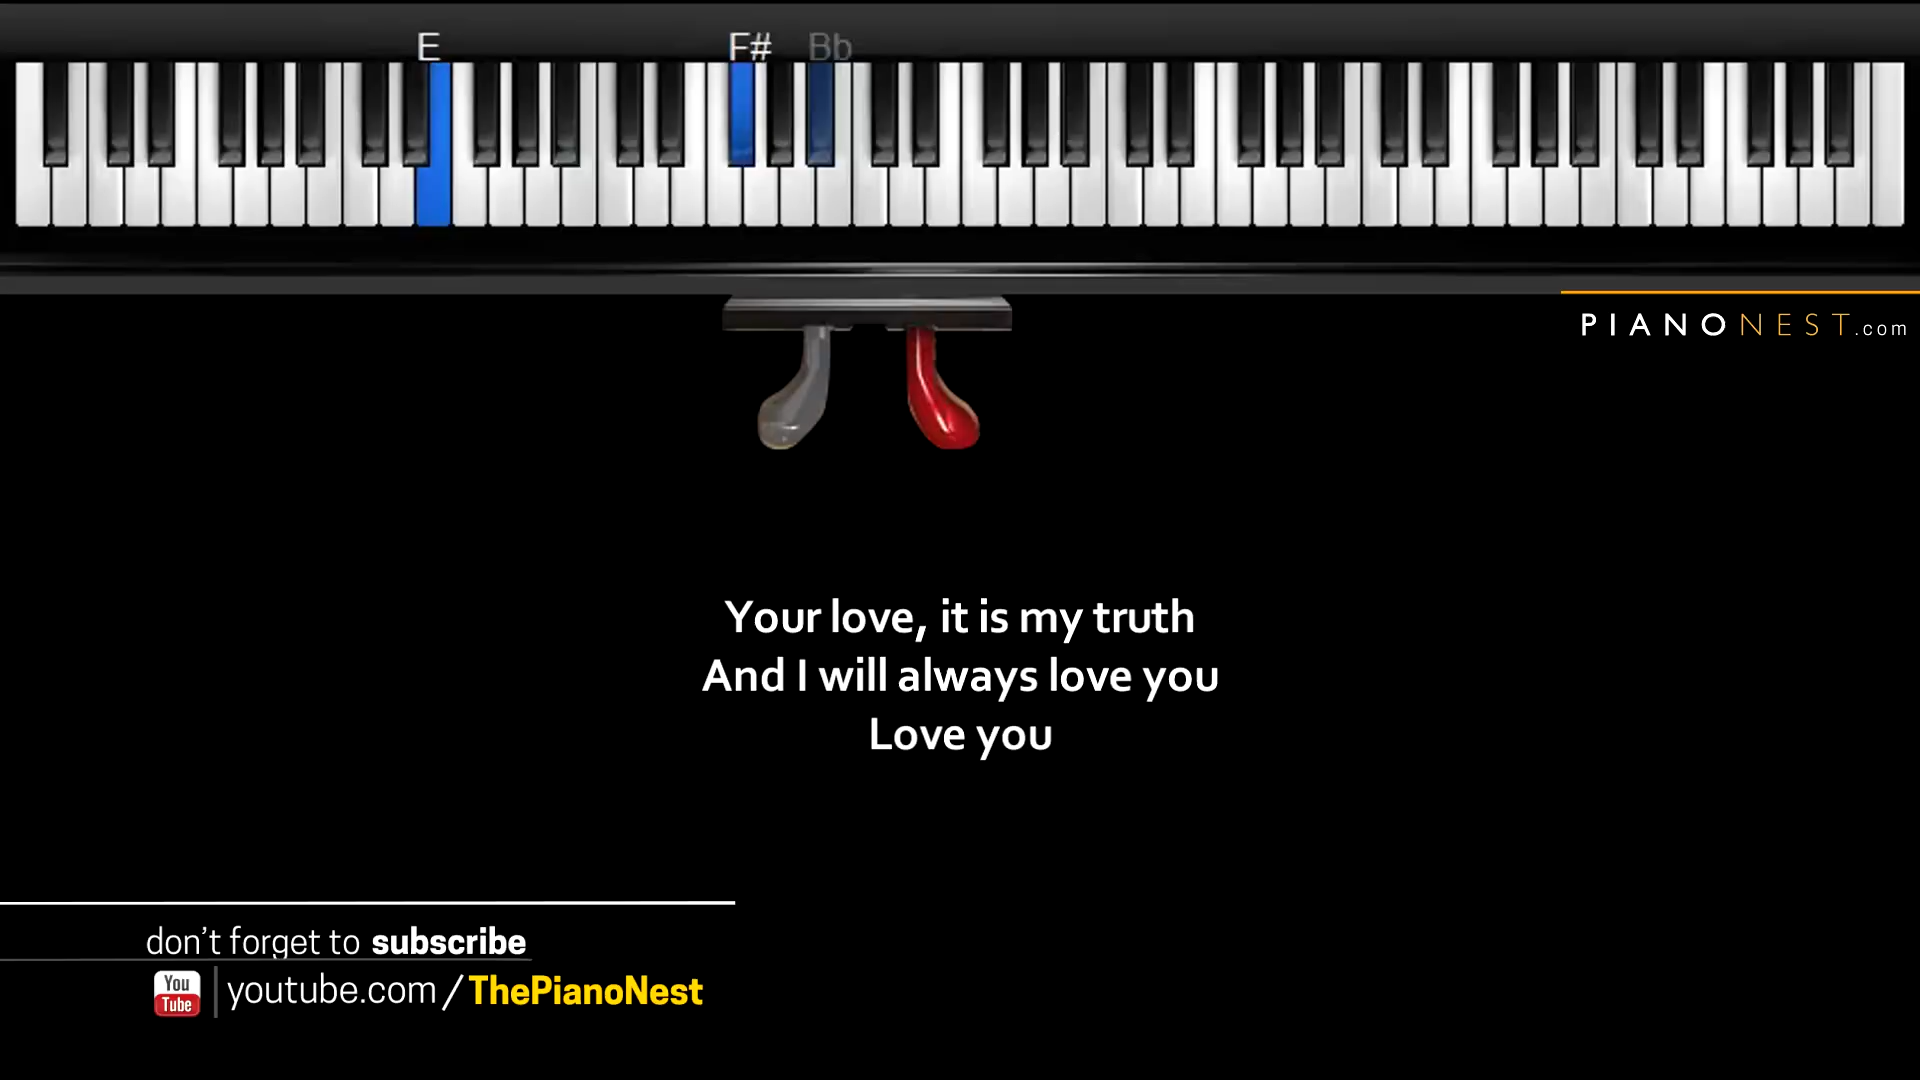 E F# Bb
PIANONEST.com
Your love, it is my truth
And I will always love you
Love you
don't forget to subscribe
You Tube youtube.com/ThePianoNest